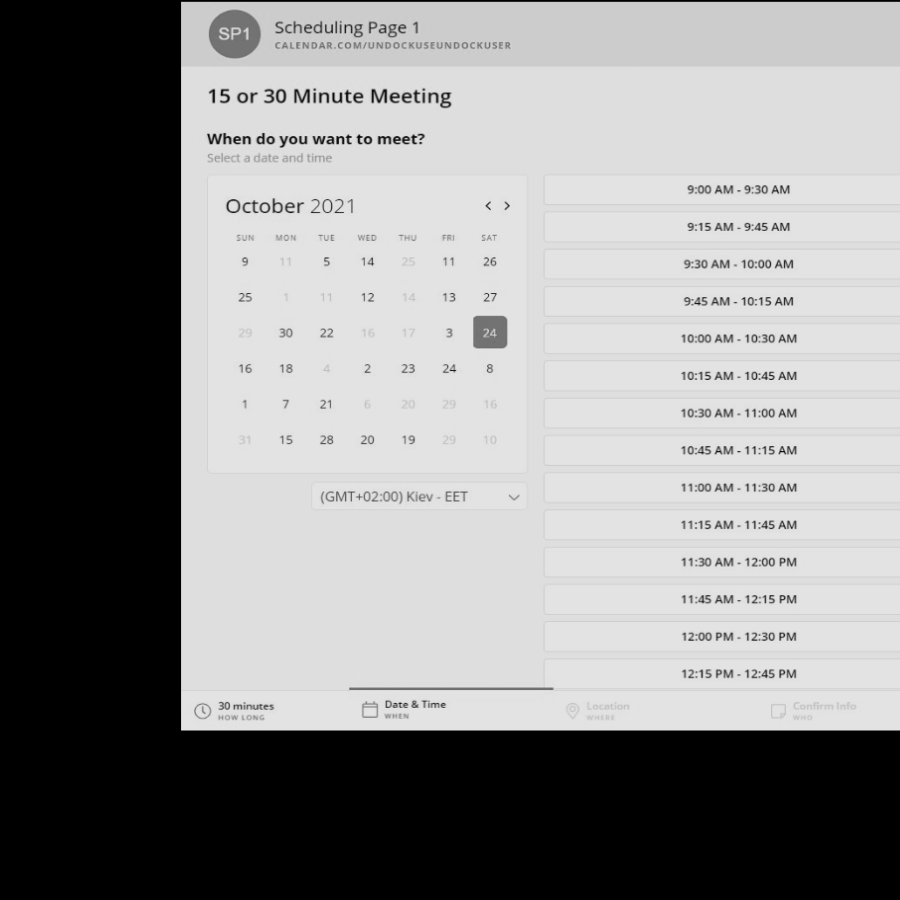 SP1
Scheduling Page 1
CALENDAR.COM/UNDOCKUSEUNDOCKUSER
15 or 30 Minute Meeting
When do you want to meet?
Select a date and time
October 2021
SUN MON TUE WED THU FRI SAT
9 11 5 14 25 11 26
25 1 11 12 14 13 27
29 30 22 16 17 3 24
16 18 4 2 23 24 8
1 7 21 6 20 29 16
31 15 28 20 19 29 10
(GMT+02:00) Kiev - EET
9:00 AM - 9:30 AM
9:15 AM - 9:45 AM
9:30 AM - 10:00 AM
9:45 AM - 10:15 AM
10:00 AM - 10:30 AM
10:15 AM - 10:45 AM
10:30 AM - 11:00 AM
10:45 AM - 11:15 AM
11:00 AM - 11:30 AM
11:15 AM - 11:45 AM
11:30 AM - 12:00 PM
11:45 AM - 12:15 PM
12:00 PM - 12:30 PM
12:15 PM - 12:45 PM
30 minutes
HOW LONG
Date & Time
WHEN
Location
WHERE
Confirm Info
WHO